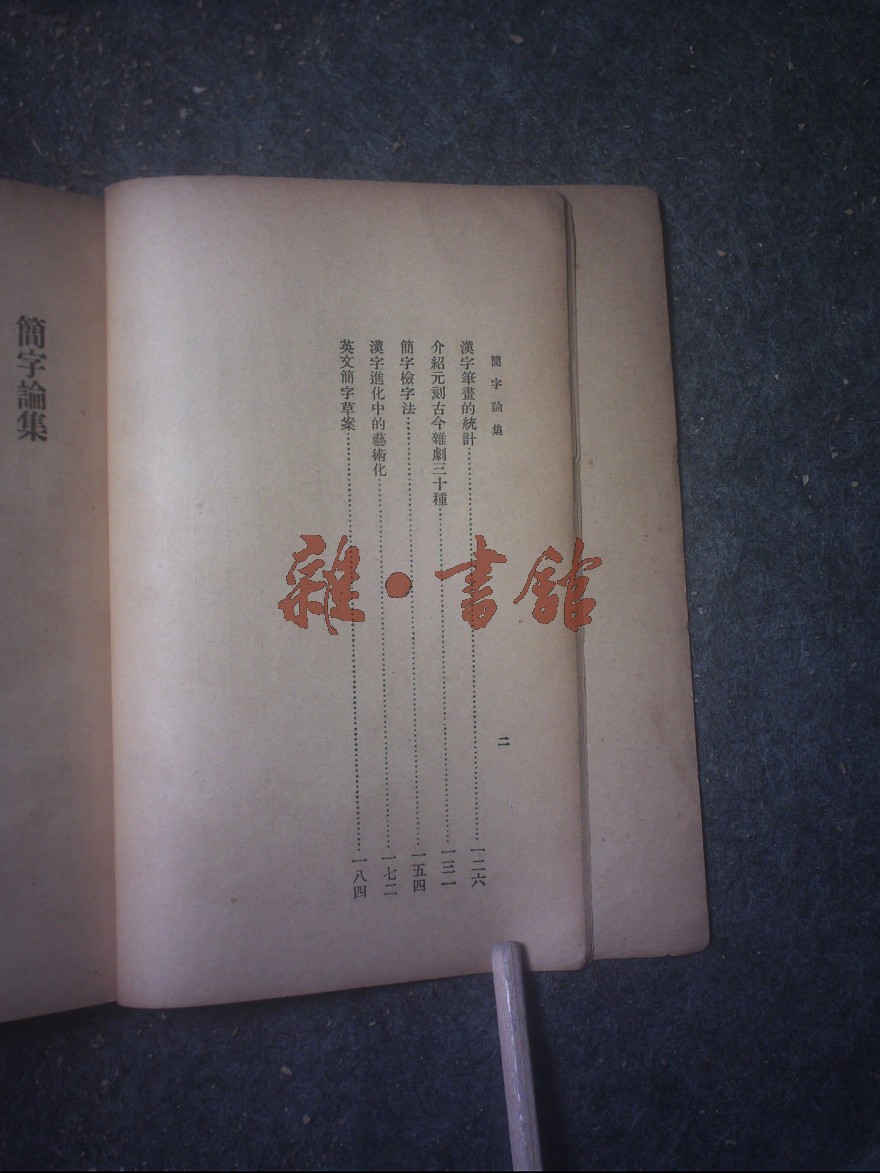 簡字論集
二
漢字筆畫的統計⋯⋯⋯⋯⋯⋯⋯⋯一二六
介紹元刻古今雜劇三十種⋯⋯⋯⋯⋯⋯⋯⋯一三一
簡字檢字法⋯⋯⋯⋯⋯⋯⋯⋯一五四
漢字進化中的藝術化⋯⋯⋯⋯⋯⋯⋯⋯一七二
英文簡字草案⋯⋯⋯⋯⋯⋯⋯⋯一八四
簡字論集
雜·書館